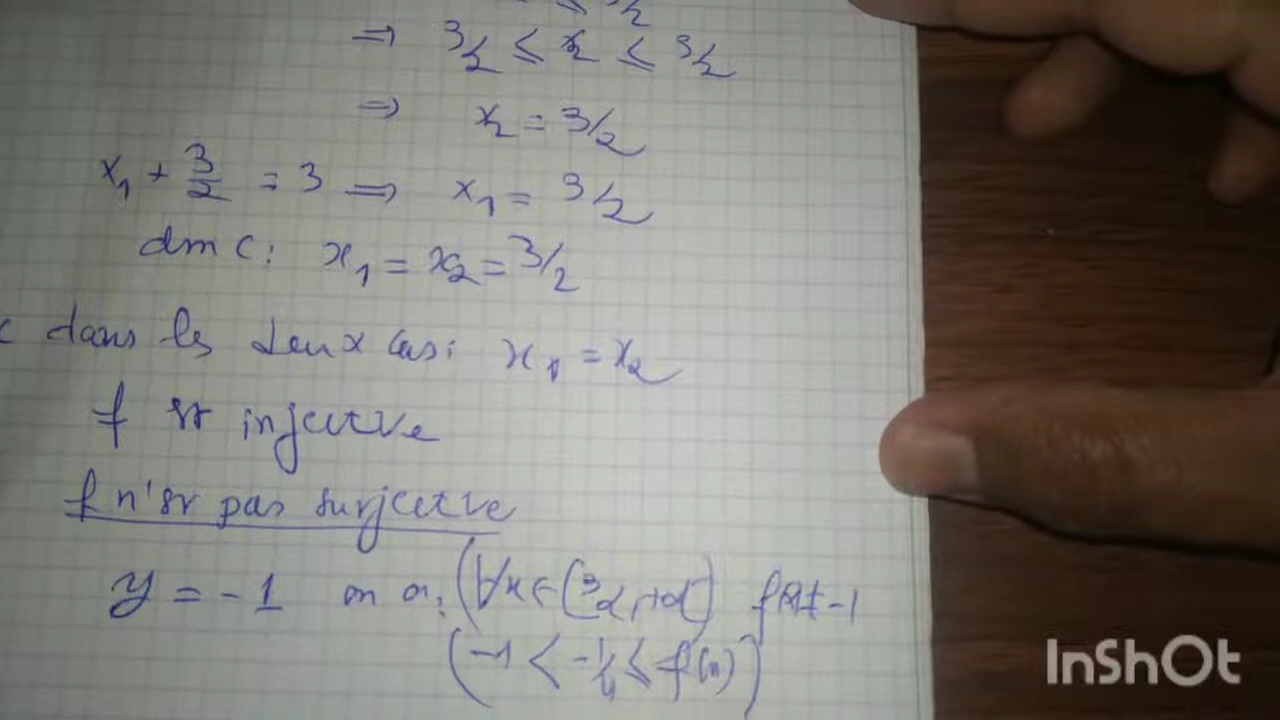 ≤ 3/2
⇒ 3/2 ≤ x2 ≤ 3/2
⇒ x2 = 3/2
x1 + 3/2 = 3 ⇒ x1 = 3/2
donc: x1 = x2 = 3/2
c dans les deux cas: x1 = x2
f est injective
f n'est pas surjective
y = -1 on a: (∀x ∈ [3/2, +∞[) f(x) ≠ -1
(-1 < -1/4 ≤ f(x))
InShOt